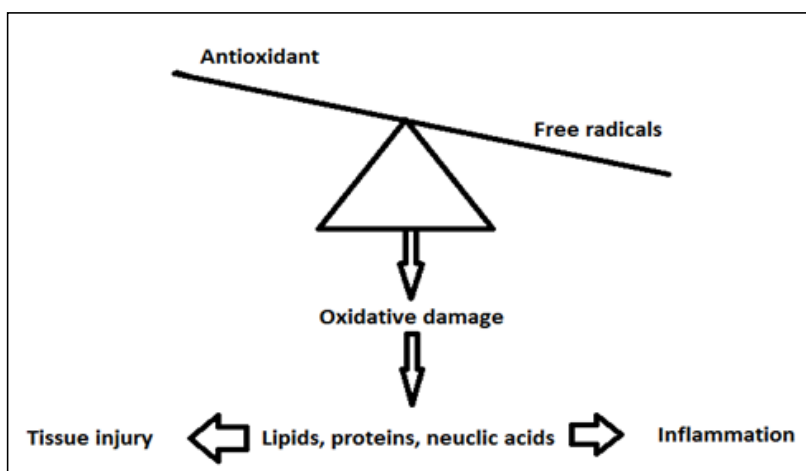 Antioxidant
Free radicals
Oxidative damage
Tissue injury
Lipids, proteins, neuclic acids
Inflammation